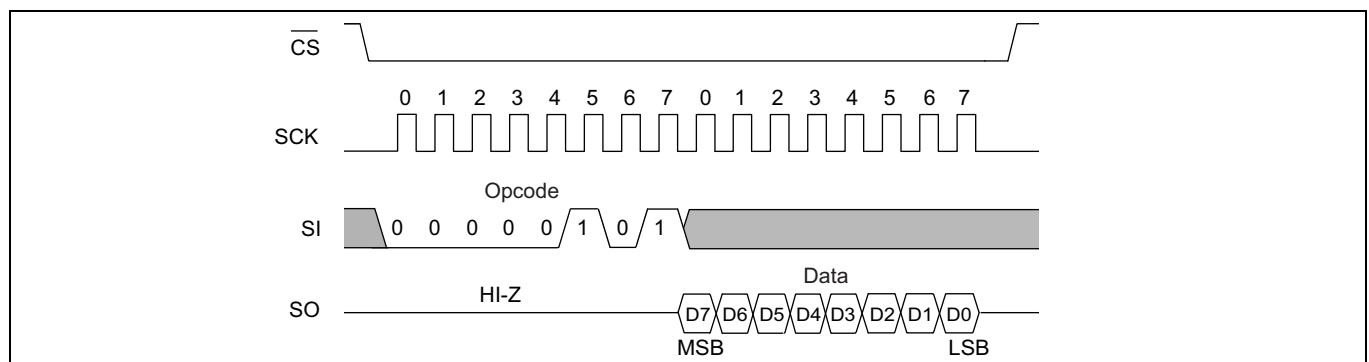 CS
0 1 2 3 4 5 6 7 0 1 2 3 4 5 6 7
SCK
Opcode
SI 0 0 0 0 0 1 0 1
Data
HI-Z
SO D7 D6 D5 D4 D3 D2 D1 D0
MSB LSB